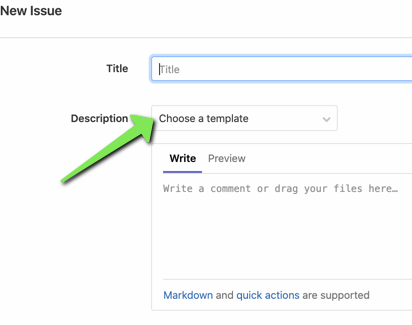 New Issue
Title Title
Description Choose a template
Write Preview
Write a comment or drag your files here…
Markdown and quick actions are supported